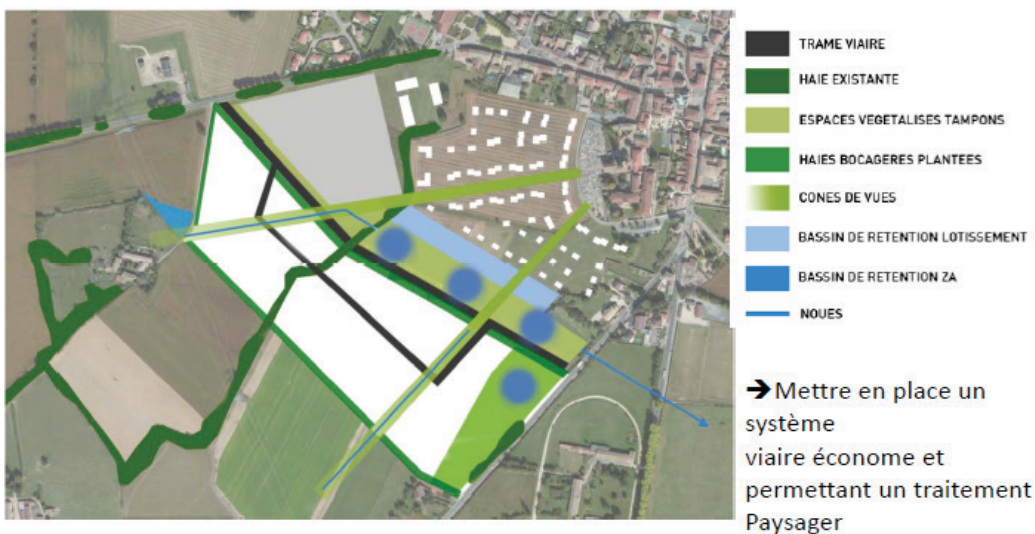 TRAME VIAIRE
HAIE EXISTANTE
ESPACES VEGETALISES TAMPONS
HAIES BOCAGERES PLANTEES
CONES DE VUES
BASSIN DE RETENTION LOTISSEMENT
BASSIN DE RETENTION ZA
NOUES
➔ Mettre en place un
système
viaire économe et
permettant un traitement
Paysager